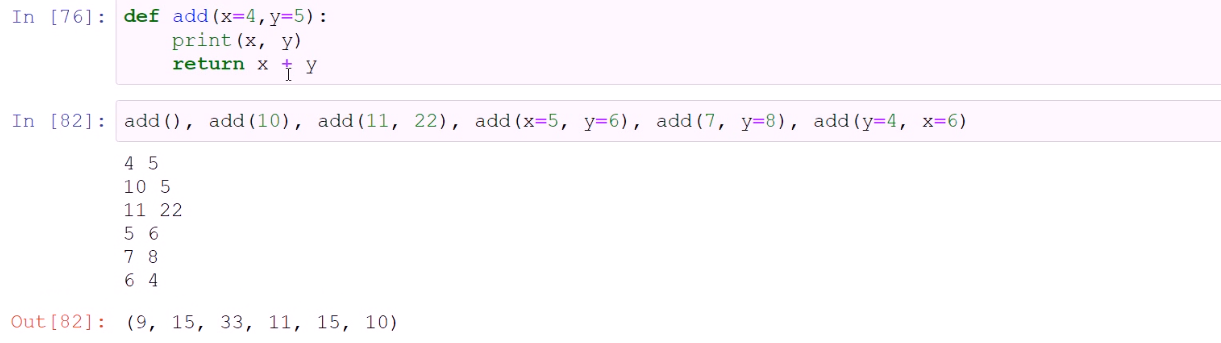 In [76]: def add(x=4,y=5):
    print(x, y)
    return x + y
In [82]: add(), add(10), add(11, 22), add(x=5, y=6), add(7, y=8), add(y=4, x=6)
4 5
10 5
11 22
5 6
7 8
6 4
Out[82]: (9, 15, 33, 11, 15, 10)